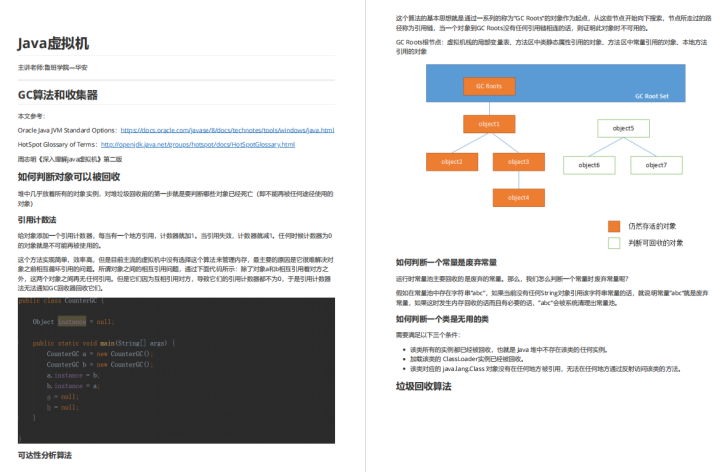 Java虚拟机
主讲老师:鲁班学院—华安
GC算法和收集器
本文参考：
Oracle Java JVM Standard Options：https://docs.oracle.com/javase/8/docs/technotes/tools/windows/java.html
HotSpot Glossary of Terms：http://openjdk.java.net/groups/hotspot/docs/HotSpotGlossary.html
周志明《深入理解java虚拟机》第二版
如何判断对象可以被回收
堆中几乎放着所有的对象实例，对堆垃圾回收前的第一步就是要判断哪些对象已经死亡（即不能再被任何途径使用的
对象）
引用计数法
给对象添加一个引用计数器，每当有一个地方引用，计数器就加1。当引用失效，计数器就减1。任何时候计数器为0
的对象就是不可能再被使用的。
这个方法实现简单，效率高，但是目前主流的虚拟机中没有选择这个算法来管理内存，最主要的原因是它很难解决对
象之间相互循环引用的问题。所谓对象之间的相互引用问题，通过下面代码所示：除了对象a和b相互引用着对方之
外，这两个对象之间再无任何引用。但是它们因为互相引用对方，导致它们的引用计数器都不为0，于是引用计数器
法无法通知GC回收器回收它们。
public class CounterGC {
Object instance = null;
public static void main(String[] args) {
CounterGC a = new CounterGC();
CounterGC b = new CounterGC();
a.instance = b;
b.instance = a;
a = null;
b = null;
}
}
可达性分析算法
这个算法的基本思想就是通过一系列的称为"GC Roots"的对象作为起点，从这些节点开始向下搜索，节点所走过的路
径称为引用链，当一个对象到GC Roots没有任何引用链相连的话，则证明此对象时不可用的。
GC Roots根节点：虚拟机栈的局部变量表、方法区中类静态属性引用的对象、方法区中常量引用的对象、本地方法
引用的对象
GC Roots
GC Root Set
object1
object5
object2
object3
object6
object7
object4
仍然存活的对象
判断可回收的对象
如何判断一个常量是废弃常量
运行时常量池主要回收的是废弃的常量。那么，我们怎么判断一个常量时废弃常量呢？
假如在常量池中存在字符串"abc"，如果当前没有任何String对象引用该字符串常量的话，就说明常量"abc"就是废弃
常量，如果这时发生内存回收的话而且有必要的话，"abc"会被系统清理出常量池。
如何判断一个类是无用的类
需要满足以下三个条件：
该类所有的实例都已经被回收，也就是 Java 堆中不存在该类的任何实例。
加载该类的 ClassLoader实例已经被回收。
该类对应的 java.lang.Class 对象没有在任何地方被引用，无法在任何地方通过反射访问该类的方法。
垃圾回收算法